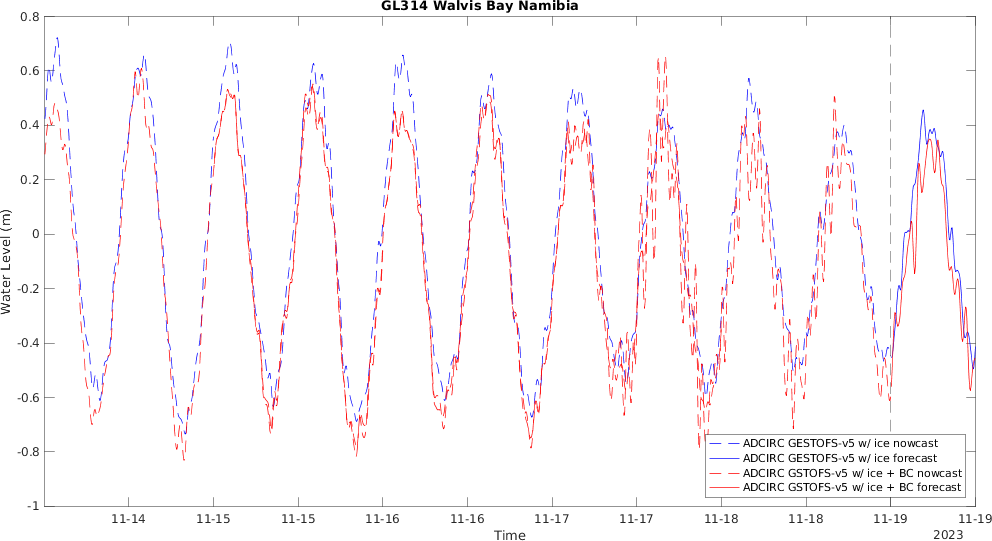 GL314 Walvis Bay Namibia
0.8
0.6
0.4
0.2
0
-0.2
-0.4
-0.6
-0.8
-1
Water Level (m)
ADCIRC GESTOFS-v5 w/ ice nowcast
ADCIRC GESTOFS-v5 w/ ice forecast
ADCIRC GSTOFS-v5 w/ ice + BC nowcast
ADCIRC GSTOFS-v5 w/ ice + BC forecast
11-14 11-15 11-15 11-16 11-16 11-17 11-17 11-18 11-18 11-19 11-19
Time
2023